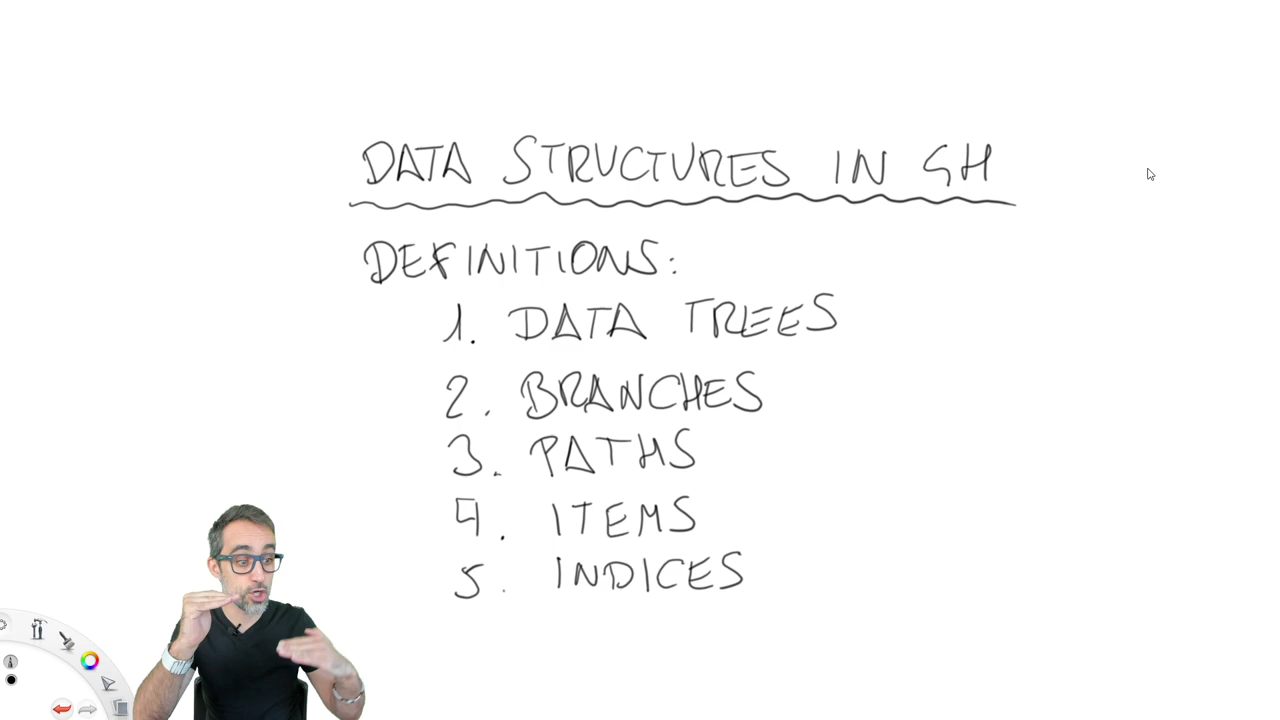 DATA STRUCTURES IN GH
DEFINITIONS:
1. DATA TREES
2. BRANCHES
3. PATHS
4. ITEMS
5. INDICES